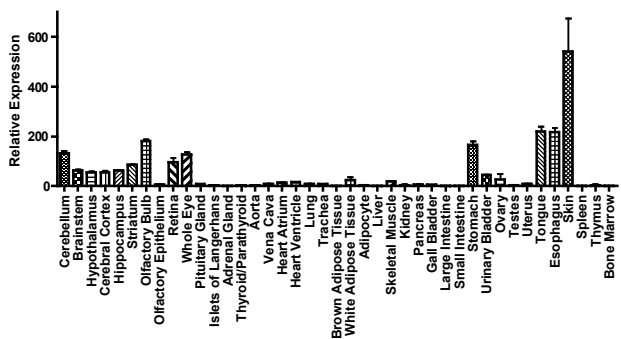 Relative Expression
600
400
200
0
Cerebellum
Brainstem
Hypothalamus
Cerebral Cortex
Hippocampus
Striatum
Olfactory Bulb
Olfactory Epithelium
Retina
Whole Eye
Pituitary Gland
Islets of Langerhans
Adrenal Gland
Thyroid/Parathyroid
Aorta
Vena Cava
Heart Atrium
Heart Ventricle
Lung
Trachea
Brown Adipose Tissue
White Adipose Tissue
Adipocyte
Liver
Skeletal Muscle
Kidney
Pancreas
Gall Bladder
Large Intestine
Small Intestine
Stomach
Urinary Bladder
Ovary
Testes
Uterus
Tongue
Esophagus
Skin
Spleen
Thymus
Bone Marrow